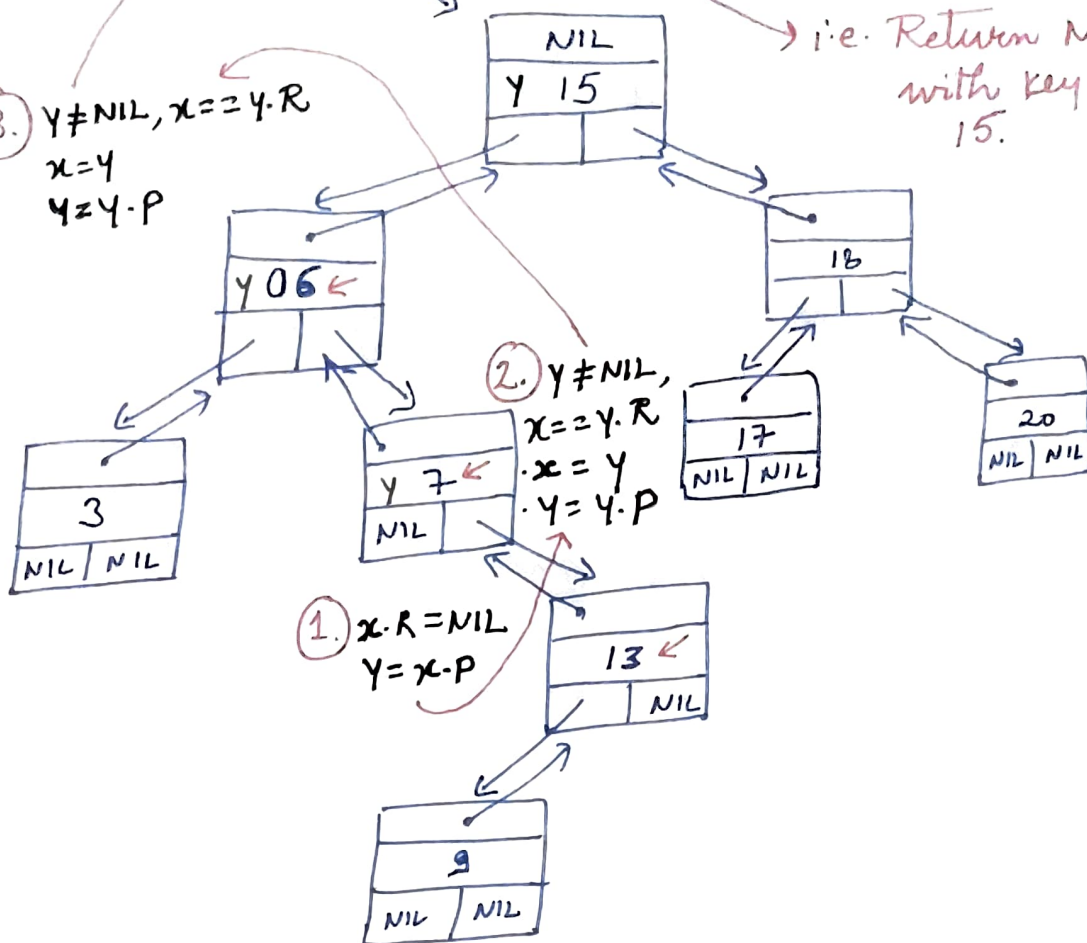 NIL
i.e. Return
with key
15.
Y 15
3.) Y≠NIL, x==Y.R
x=Y
Y=Y.P
18
Y 06
2. Y≠NIL,
x==Y.R
.x = Y
.Y = Y.P
17
NIL NIL
20
NIL NIL
3
NIL NIL
Y 7
NIL
1. x.R=NIL
Y=x.P
13
NIL
9
NIL NIL